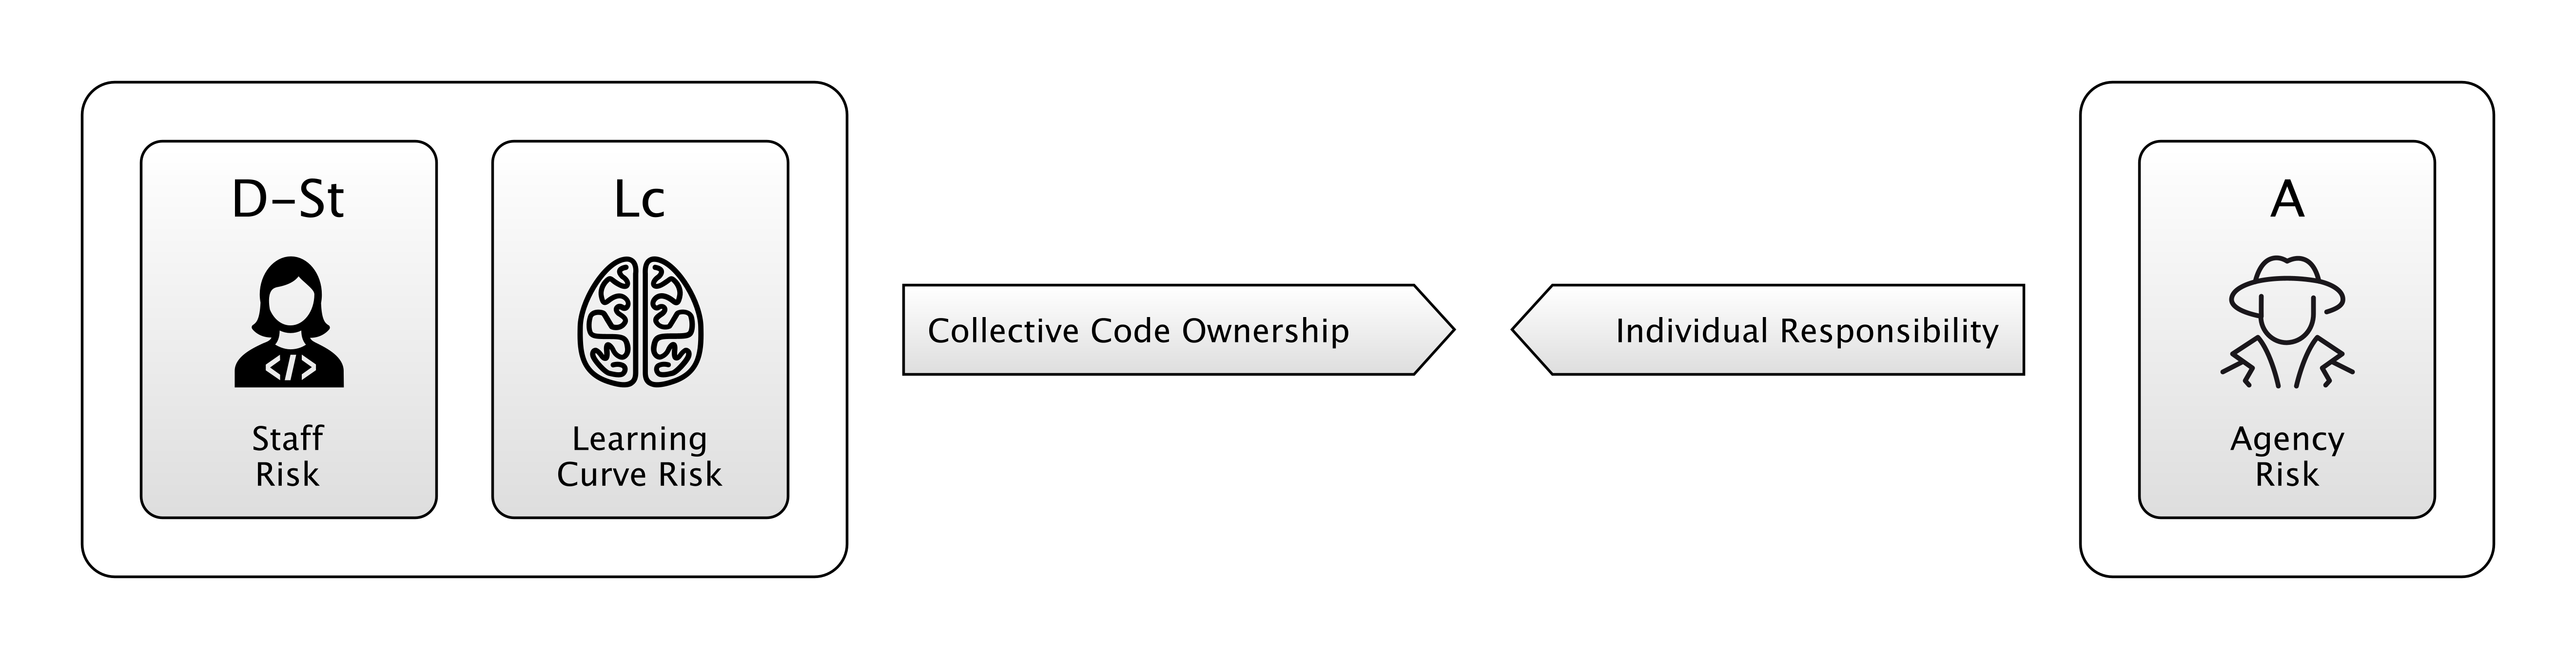 D–St
</>
Staff
Risk
Lc
Learning
Curve Risk
Collective Code Ownership
Individual Responsibility
A
Agency
Risk